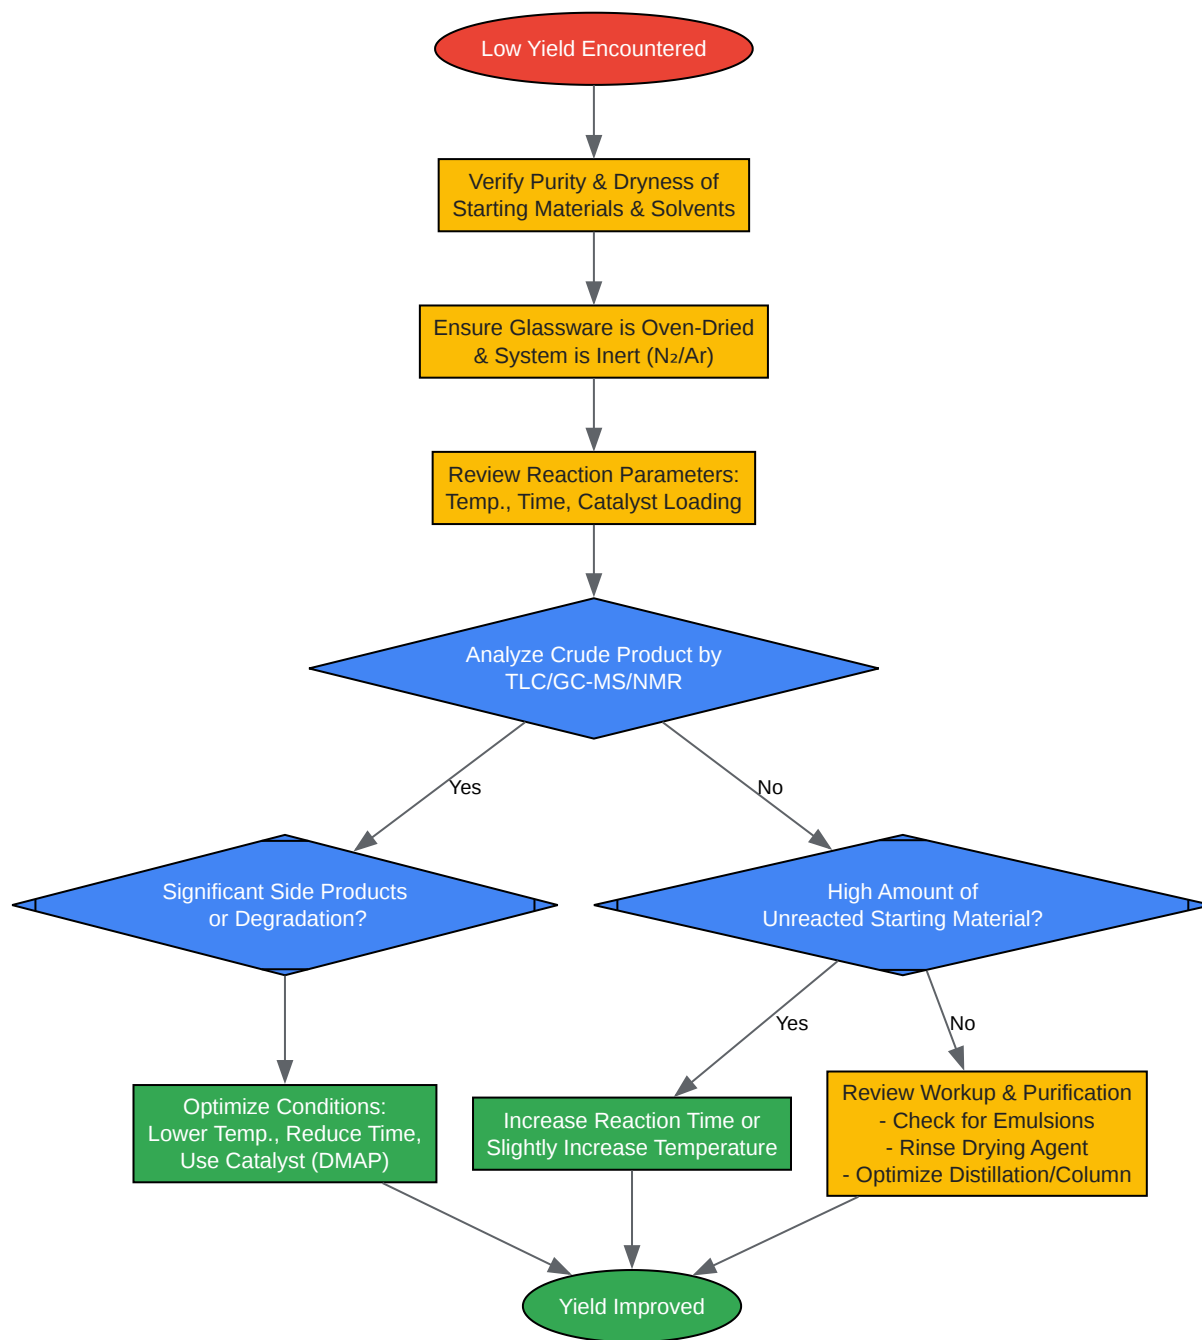 Low Yield Encountered
Verify Purity & Dryness of
Starting Materials & Solvents
Ensure Glassware is Oven-Dried
& System is Inert (N₂/Ar)
Review Reaction Parameters:
Temp., Time, Catalyst Loading
Analyze Crude Product by
TLC/GC-MS/NMR
Yes
No
Significant Side Products
or Degradation?
High Amount of
Unreacted Starting Material?
Yes
No
Optimize Conditions:
Lower Temp., Reduce Time,
Use Catalyst (DMAP)
Increase Reaction Time or
Slightly Increase Temperature
Review Workup & Purification
- Check for Emulsions
- Rinse Drying Agent
- Optimize Distillation/Column
Yield Improved